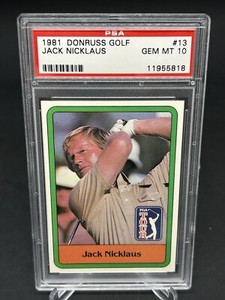 PSA
1981 DONRUSS GOLF #13
JACK NICKLAUS GEM MT 10
11955818
PGA
TOUR
Jack Nicklaus